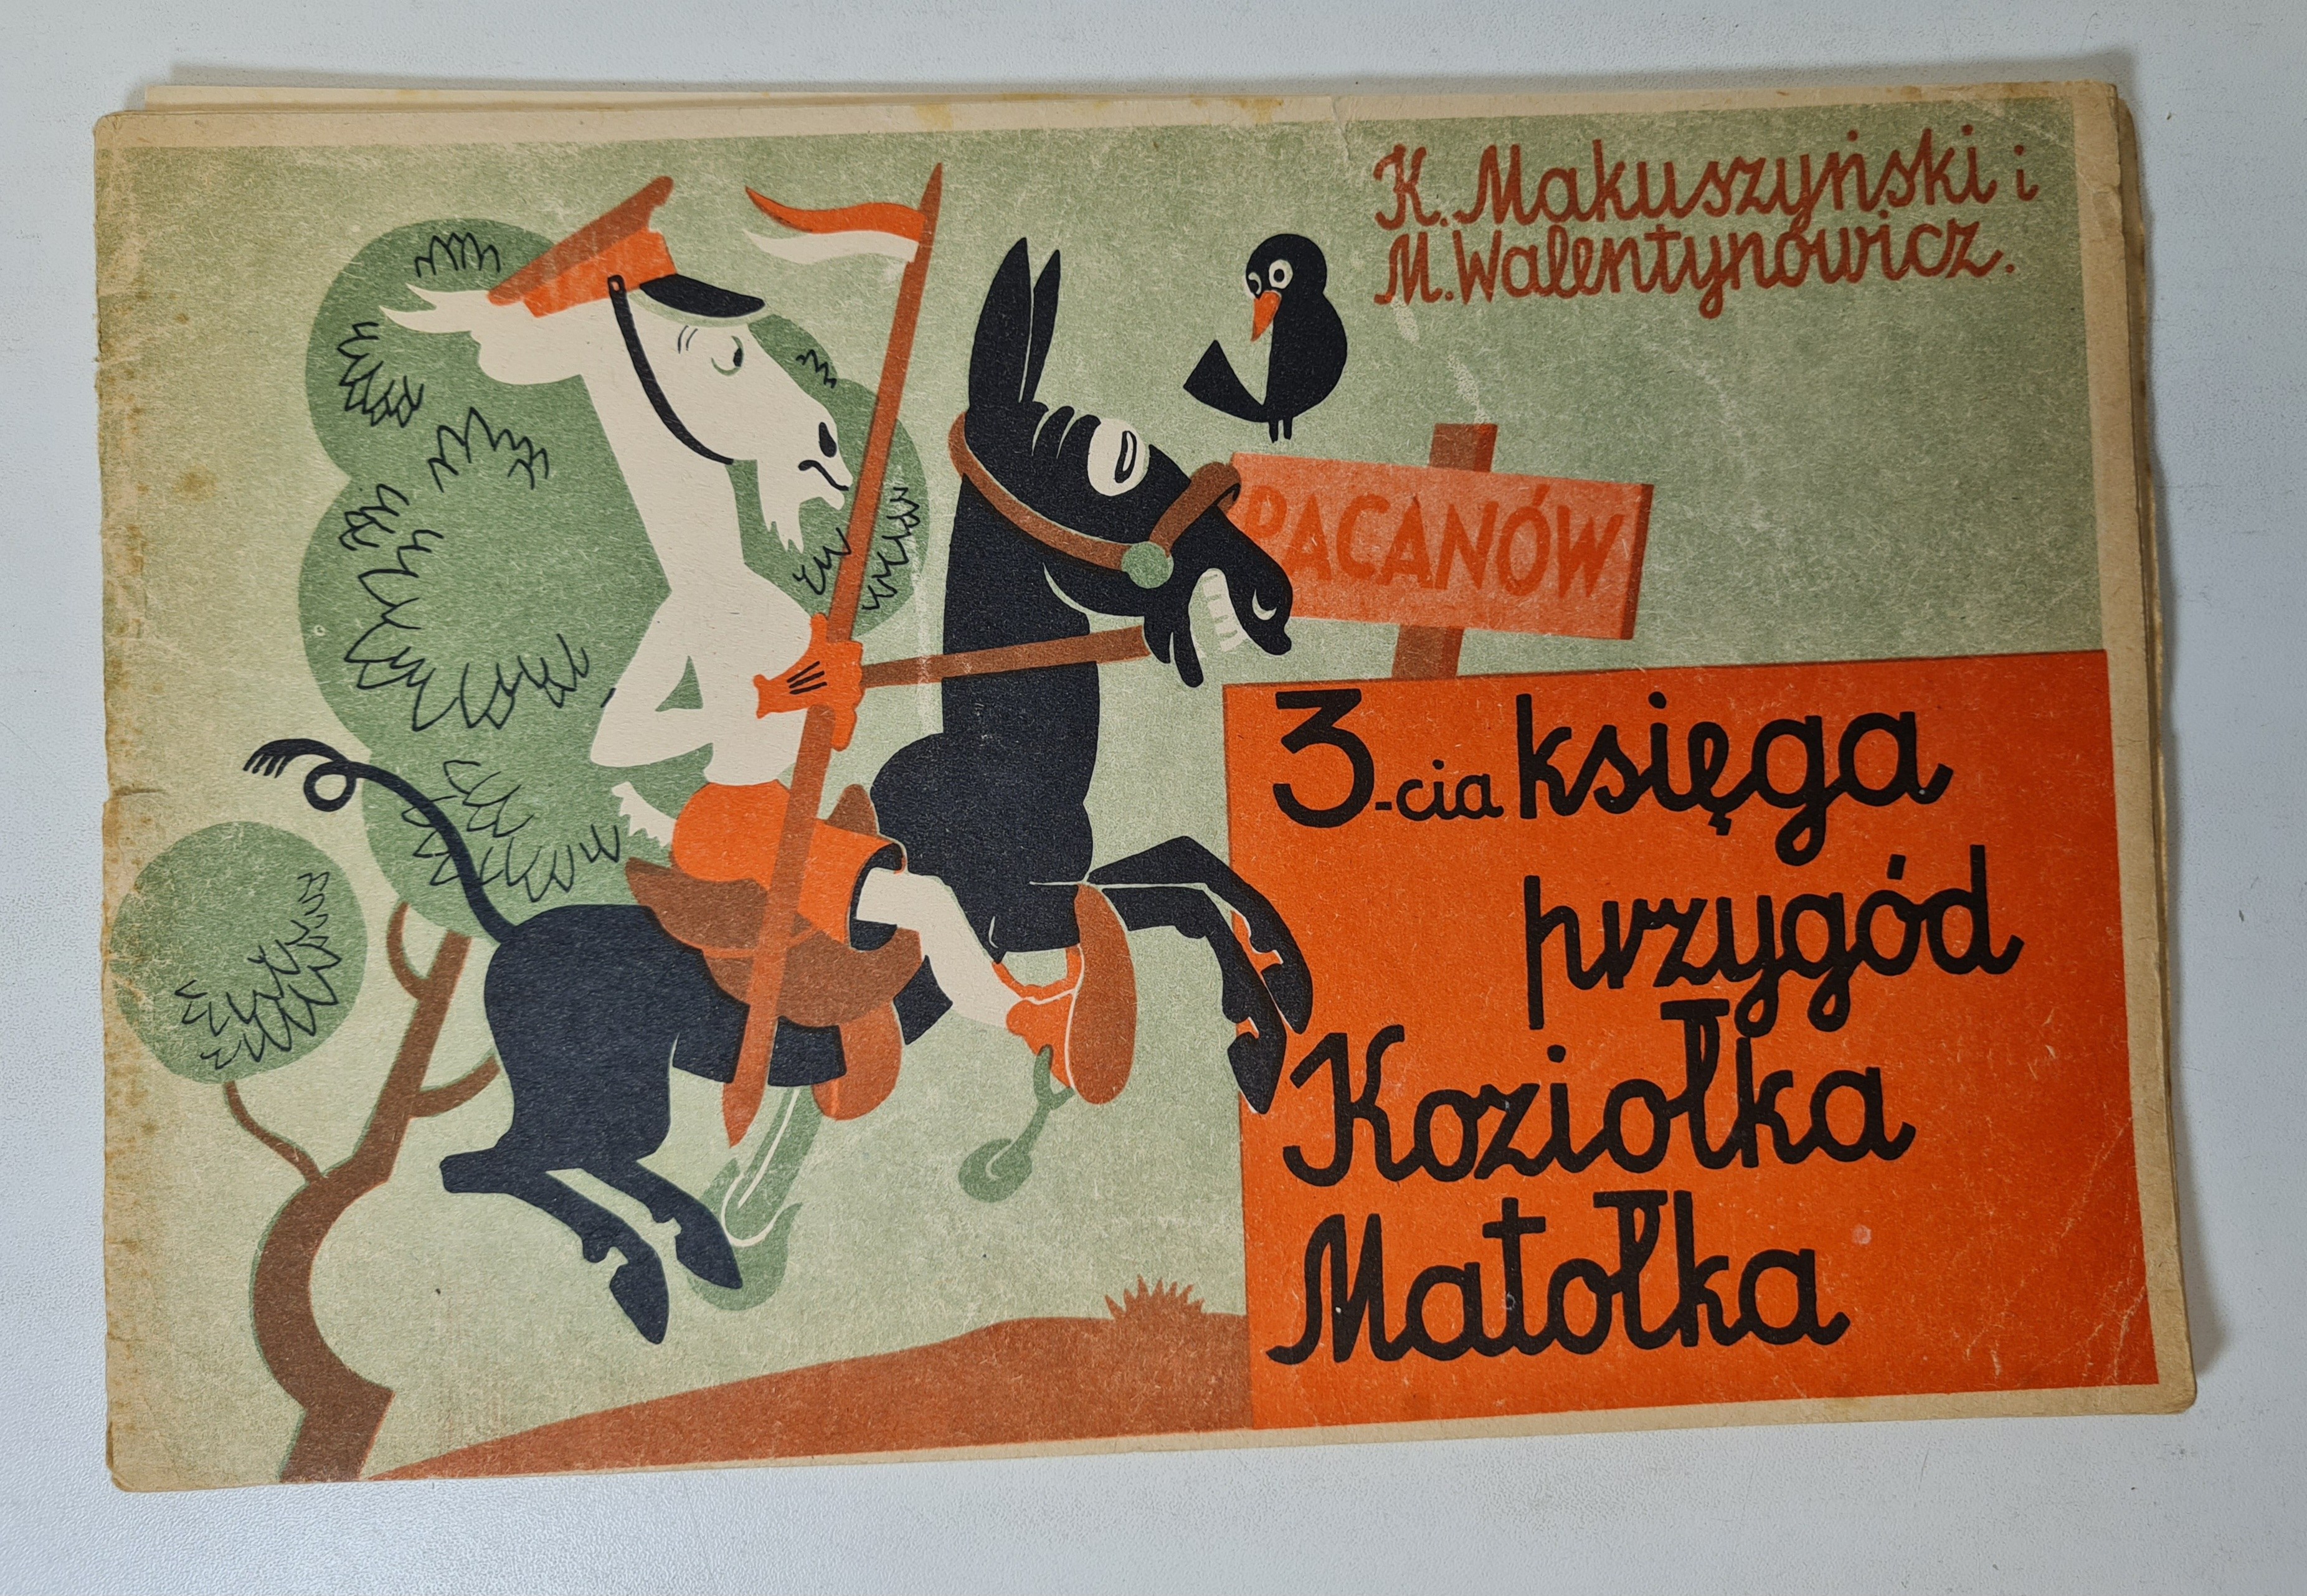 K. Makuszyński i
M. Walentynowicz.
PACANÓW
3-cia księga
przygód
Koziołka
Matołka